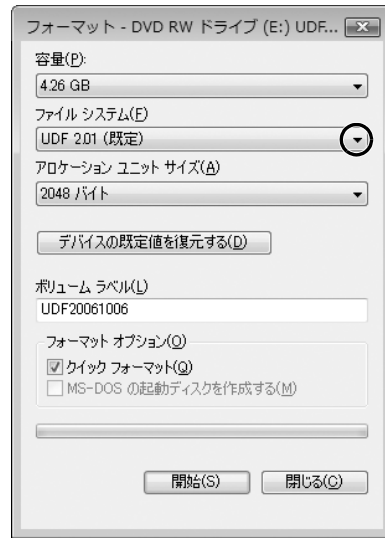 フォーマット - DVD RW ドライブ (E:) UDF...
容量(P):
4.26 GB
ファイル システム(F)
UDF 2.01 (既定)
アロケーション ユニット サイズ(A)
2048 バイト
デバイスの既定値を復元する(D)
ボリューム ラベル(L)
UDF20061006
フォーマット オプション(O)
クイック フォーマット(Q)
MS-DOS の起動ディスクを作成する(M)
開始(S)
閉じる(C)